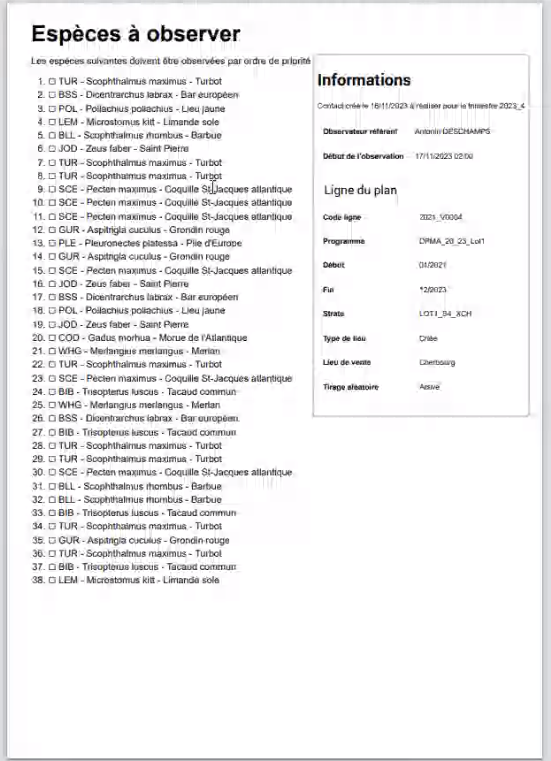 Espèces à observer
Les espèces suivantes doivent être observées par ordre de priorité
1. TUR - Scophthalmus maximus - Turbot
2. BSS - Dicentrarchus labrax - Bar européen
3. POL - Pollachius pollachius - Lieu jaune
4. LEM - Microstomus kitt - Limande sole
5. BLL - Scophthalmus rhombus - Barbue
6. JOD - Zeus faber - Saint Pierre
7. TUR - Scophthalmus maximus - Turbot
8. TUR - Scophthalmus maximus - Turbot
9. SCE - Pecten maximus - Coquille St-Jacques atlantique
10. SCE - Pecten maximus - Coquille St-Jacques atlantique
11. SCE - Pecten maximus - Coquille St-Jacques atlantique
12. GUR - Aspitrigla cuculus - Grondin rouge
13. PLE - Pleuronectes platessa - Plie d'Europe
14. GUR - Aspitrigla cuculus - Grondin rouge
15. SCE - Pecten maximus - Coquille St-Jacques atlantique
16. JOD - Zeus faber - Saint Pierre
17. BSS - Dicentrarchus labrax - Bar européen
18. POL - Pollachius pollachius - Lieu jaune
19. JOD - Zeus faber - Saint Pierre
20. COD - Gadus morhua - Morue de l'Atlantique
21. WHG - Merlangius merlangus - Merlan
22. TUR - Scophthalmus maximus - Turbot
23. SCE - Pecten maximus - Coquille St-Jacques atlantique
24. BIB - Trisopterus luscus - Tacaud commun
25. WHG - Merlangius merlangus - Merlan
26. BSS - Dicentrarchus labrax - Bar européen
27. BIB - Trisopterus luscus - Tacaud commun
28. TUR - Scophthalmus maximus - Turbot
29. TUR - Scophthalmus maximus - Turbot
30. SCE - Pecten maximus - Coquille St-Jacques atlantique
31. BLL - Scophthalmus rhombus - Barbue
32. BLL - Scophthalmus rhombus - Barbue
33. BIB - Trisopterus luscus - Tacaud commun
34. TUR - Scophthalmus maximus - Turbot
35. GUR - Aspitrigla cuculus - Grondin rouge
36. TUR - Scophthalmus maximus - Turbot
37. BIB - Trisopterus luscus - Tacaud commun
38. LEM - Microstomus kitt - Limande sole
Informations
Contact créé le 16/11/2023 à réaliser pour le trimestre 2023_4
Observateur référent Antonin DESCHAMPS
Début de l'observation 17/11/2023 02:00
Ligne du plan
Code ligne 2021_V0004
Programme DPMA_20_23_Lot1
Début 01/2021
Fin 12/2023
Strate LOT1_S4_XCH
Type de lieu Criée
Lieu de vente Cherbourg
Tirage aléatoire Activé